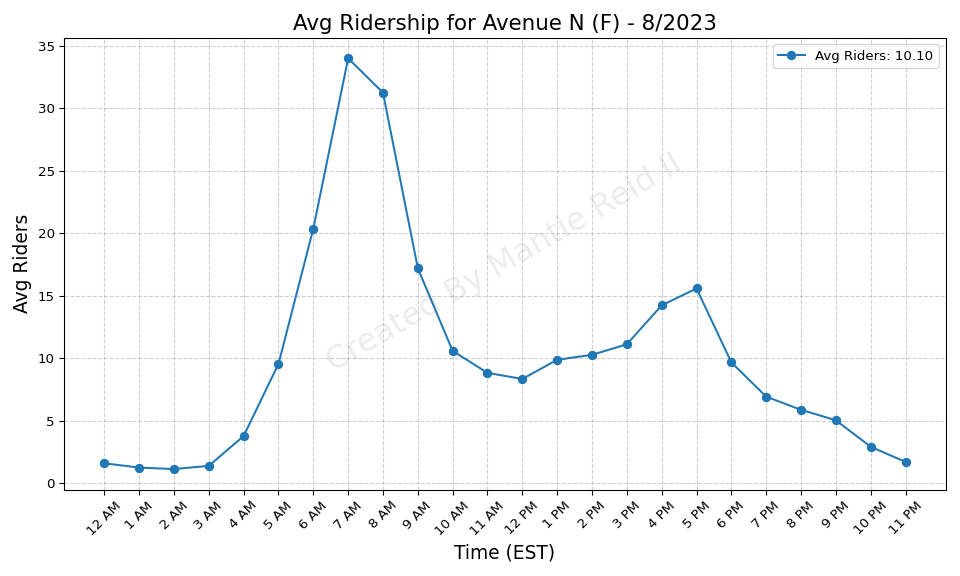 Avg Ridership for Avenue N (F) - 8/2023
Avg Riders: 10.10
Avg Riders
35
30
25
20
15
10
5
0
Created By Mantie Reid II
12 AM
1 AM
2 AM
3 AM
4 AM
5 AM
6 AM
7 AM
8 AM
9 AM
10 AM
11 AM
12 PM
1 PM
2 PM
3 PM
4 PM
5 PM
6 PM
7 PM
8 PM
9 PM
10 PM
11 PM
Time (EST)